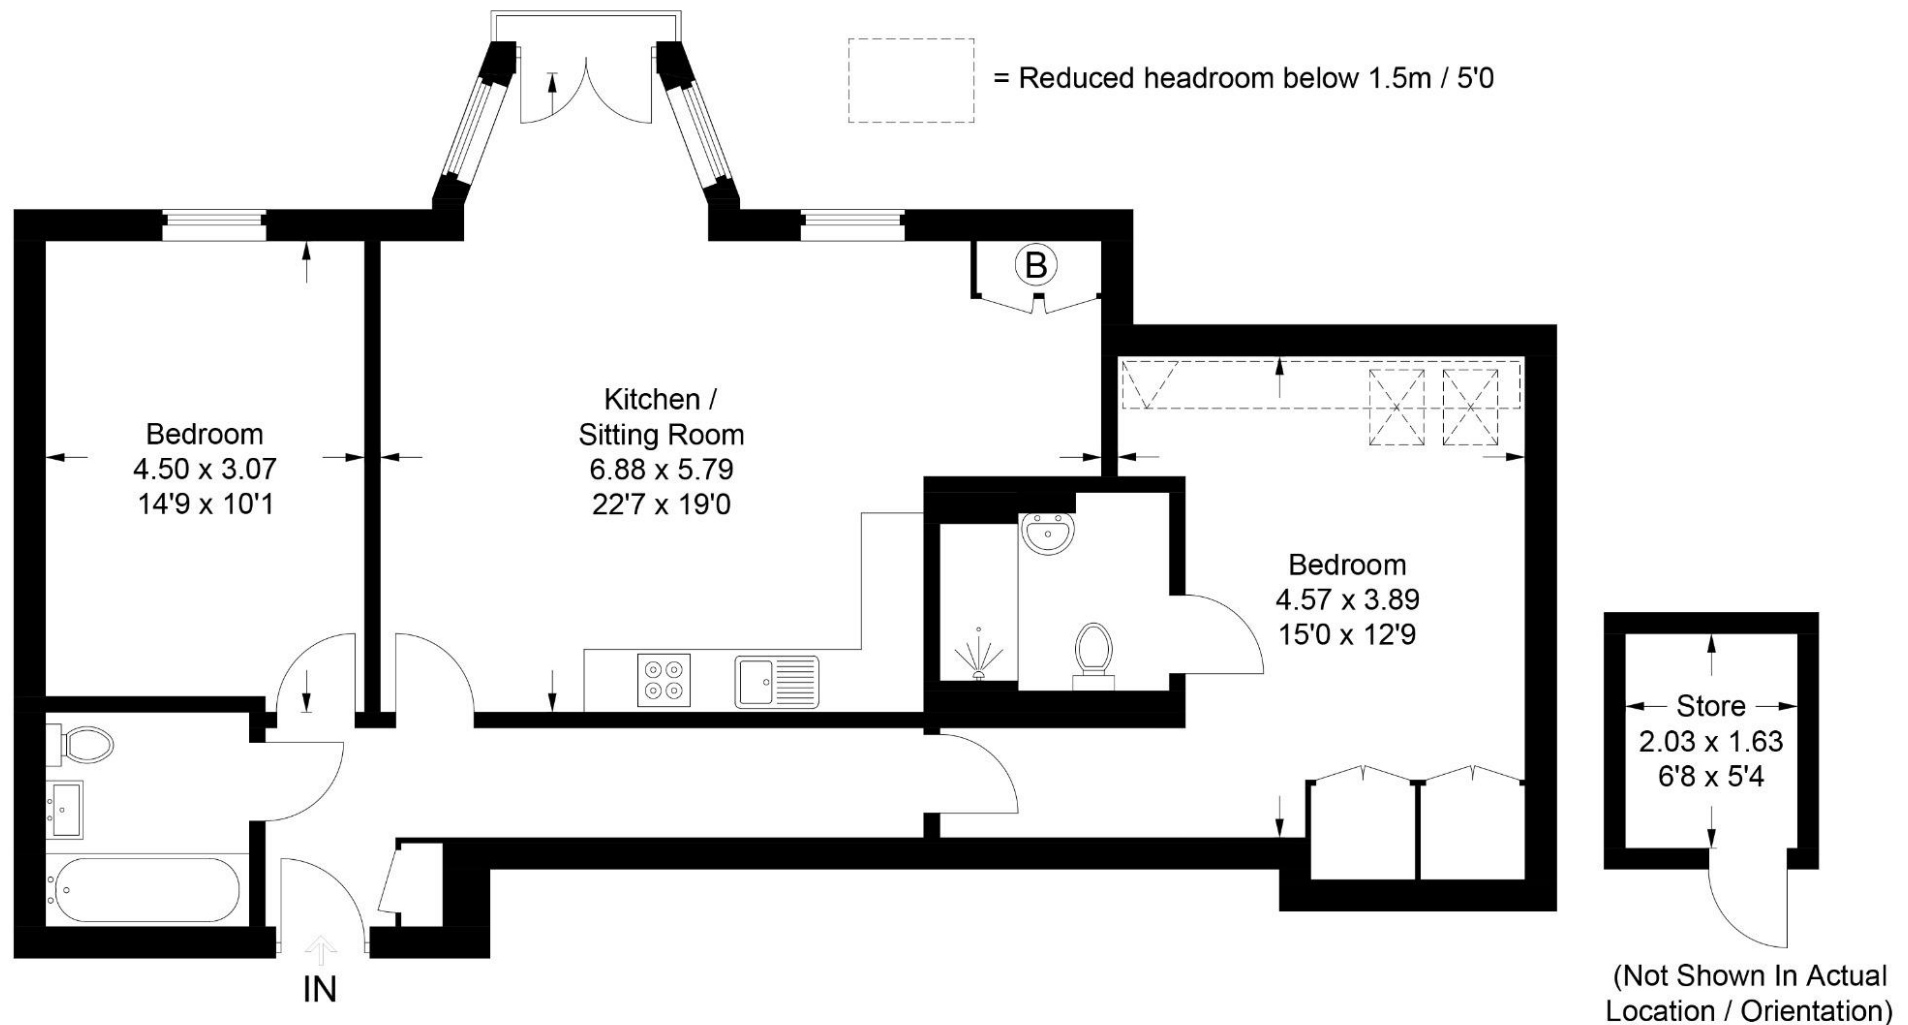 = Reduced headroom below 1.5m / 5'0
B
Kitchen /
Sitting Room
6.88 x 5.79
22'7 x 19'0
Bedroom
4.50 x 3.07
14'9 x 10'1
Bedroom
4.57 x 3.89
15'0 x 12'9
Store
2.03 x 1.63
6'8 x 5'4
IN
(Not Shown In Actual
Location / Orientation)